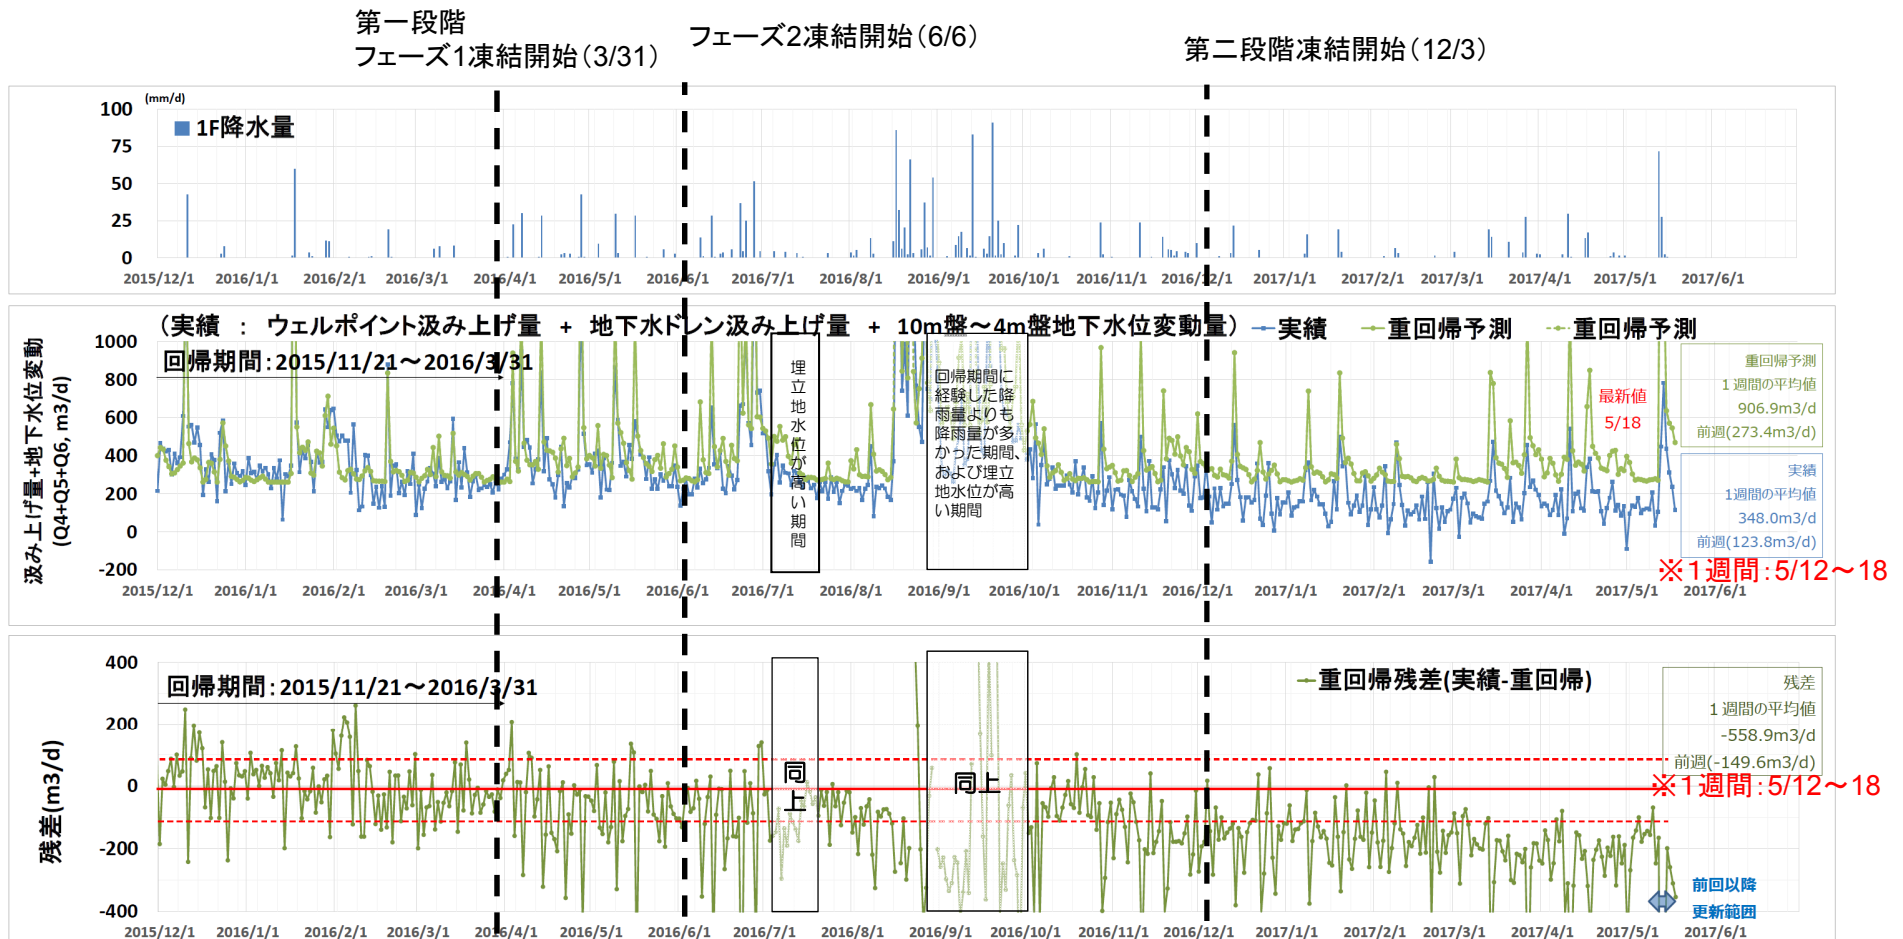 第一段階
フェーズ1凍結開始(3/31)
フェーズ2凍結開始(6/6)
第二段階凍結開始(12/3)
(mm/d)
1F降水量
100
75
50
25
0
2015/12/1 2016/1/1 2016/2/1 2016/3/1 2016/4/1 2016/5/1 2016/6/1 2016/7/1 2016/8/1 2016/9/1 2016/10/1 2016/11/1 2016/12/1 2017/1/1 2017/2/1 2017/3/1 2017/4/1 2017/5/1 2017/6/1
(実績 : ウェルポイント汲み上げ量 + 地下水ドレン汲み上げ量 + 10m盤～4m盤地下水位変動量)
実績 重回帰予測 重回帰予測
回帰期間:2015/11/21～2016/3/31
汲み上げ量+地下水位変動
(Q4+Q5+Q6, m3/d)
1000
800
600
400
200
0
-200
埋立地水位が高い期間
回帰期間に
経験した降
雨量よりも
降雨量が多
かった期間、
および埋立
地水位が高
い期間
最新値
5/18
重回帰予測
1週間の平均値
906.9m3/d
前週(273.4m3/d)
実績
1週間の平均値
348.0m3/d
前週(123.8m3/d)
※1週間:5/12～18
2015/12/1 2016/1/1 2016/2/1 2016/3/1 2016/4/1 2016/5/1 2016/6/1 2016/7/1 2016/8/1 2016/9/1 2016/10/1 2016/11/1 2016/12/1 2017/1/1 2017/2/1 2017/3/1 2017/4/1 2017/5/1 2017/6/1
残差(m3/d)
400
200
0
-200
-400
回帰期間:2015/11/21～2016/3/31
重回帰残差(実績-重回帰)
同上
同上
残差
1週間の平均値
-558.9m3/d
前週(-149.6m3/d)
※1週間:5/12～18
前回以降
更新範囲
2015/12/1 2016/1/1 2016/2/1 2016/3/1 2016/4/1 2016/5/1 2016/6/1 2016/7/1 2016/8/1 2016/9/1 2016/10/1 2016/11/1 2016/12/1 2017/1/1 2017/2/1 2017/3/1 2017/4/1 2017/5/1 2017/6/1